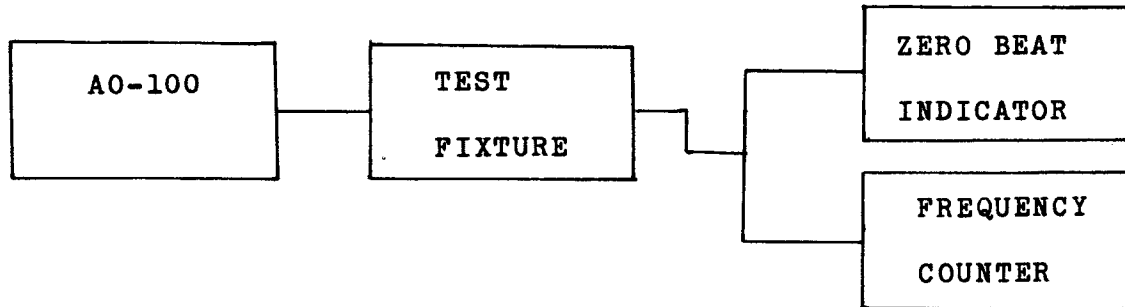 AO-100
TEST
FIXTURE
ZERO BEAT
INDICATOR
FREQUENCY
COUNTER